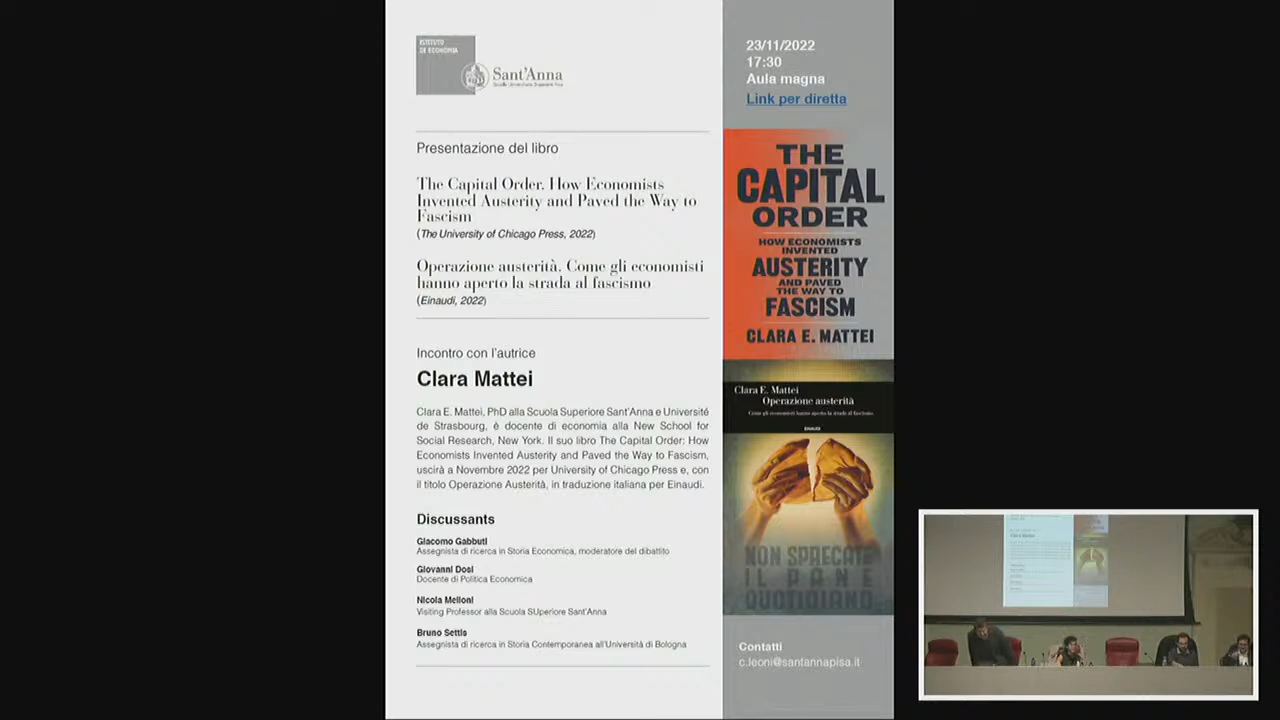 ISTITUTO
DI ECONOMIA
Sant'Anna
Scuola Universitaria Superiore Pisa
Presentazione del libro
The Capital Order. How Economists
Invented Austerity and Paved the Way to
Fascism
(The University of Chicago Press, 2022)
Operazione austerità. Come gli economisti
hanno aperto la strada al fascismo
(Einaudi, 2022)
Incontro con l'autrice
Clara Mattei
Clara E. Mattei, PhD alla Scuola Superiore Sant'Anna e Université
de Strasbourg, è docente di economia alla New School for
Social Research, New York. Il suo libro The Capital Order: How
Economists Invented Austerity and Paved the Way to Fascism,
uscirà a Novembre 2022 per University of Chicago Press e, con
il titolo Operazione Austerità, in traduzione italiana per Einaudi.
Discussants
Giacomo Gabbuti
Assegnista di ricerca in Storia Economica, moderatore del dibattito
Giovanni Dosi
Docente di Politica Economica
Nicola Melloni
Visiting Professor alla Scuola SUperiore Sant'Anna
Bruno Settis
Assegnista di ricerca in Storia Contemporanea all'Università di Bologna
23/11/2022
17:30
Aula magna
Link per diretta
THE
CAPITAL
ORDER
HOW ECONOMISTS
INVENTED
AUSTERITY
AND PAVED
THE WAY TO
FASCISM
CLARA E. MATTEI
Clara E. Mattei
Operazione austerità
Come gli economisti hanno aperto la strada al fascismo
EINAUDI
NON SPRECATE
IL PANE
QUOTIDIANO
Contatti
c.leoni@santannapisa.it